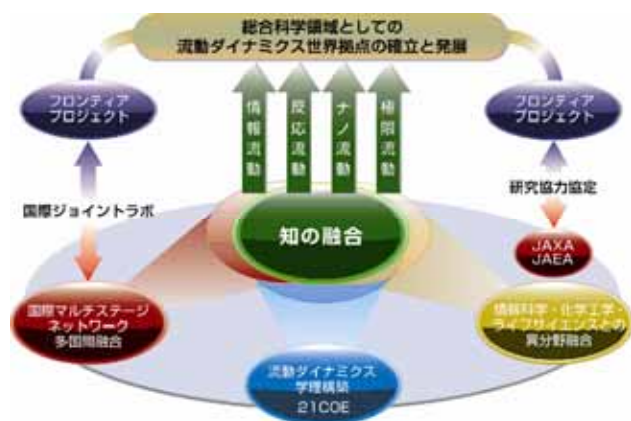 総合科学領域としての
流動ダイナミクス世界拠点の確立と発展
フロンティア
プロジェクト
情報流動
反応流動
ナノ流動
極限流動
フロンティア
プロジェクト
国際ジョイントラボ
研究協力協定
知の融合
JAXA
JAEA
国際マルチステージ
ネットワーク
多国間融合
情報科学・化学工学・
ライフサイエンスとの
異分野融合
流動ダイナミクス
学理構築
21COE